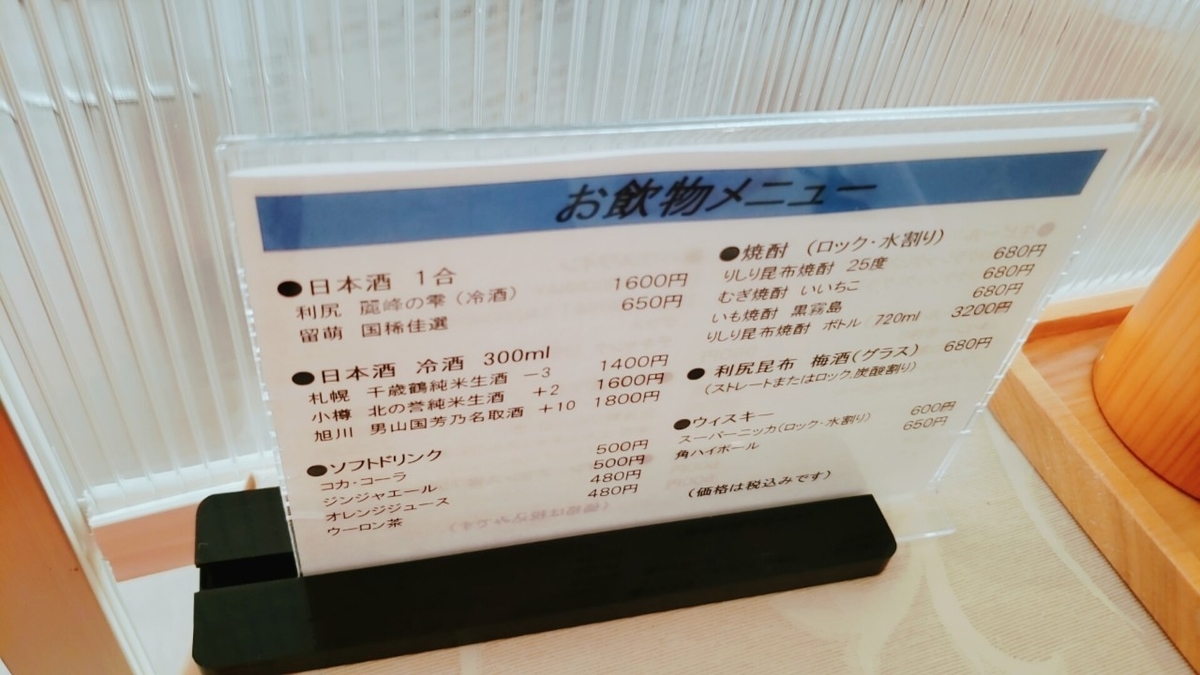 お飲物メニュー
●日本酒 1合
利尻 麗峰の雫（冷酒） 1600円
留萌 国稀佳選 650円
●日本酒 冷酒 300ml
札幌 千歳鶴純米生酒 －3 1400円
小樽 北の誉純米生酒 ＋2 1600円
旭川 男山国芳乃名取酒 ＋10 1800円
●ソフトドリンク
コカ・コーラ 500円
ジンジャエール 500円
オレンジジュース 480円
ウーロン茶 480円
●焼酎 （ロック・水割り）
りしり昆布焼酎 25度 680円
むぎ焼酎 いいちこ 680円
いも焼酎 黒霧島 680円
りしり昆布焼酎 ボトル 720ml 3200円
●利尻昆布 梅酒(グラス) 680円
（ストレートまたはロック,炭酸割り）
●ウィスキー
スーパーニッカ(ロック・水割り) 600円
角ハイボール 650円
（価格は税込みです）